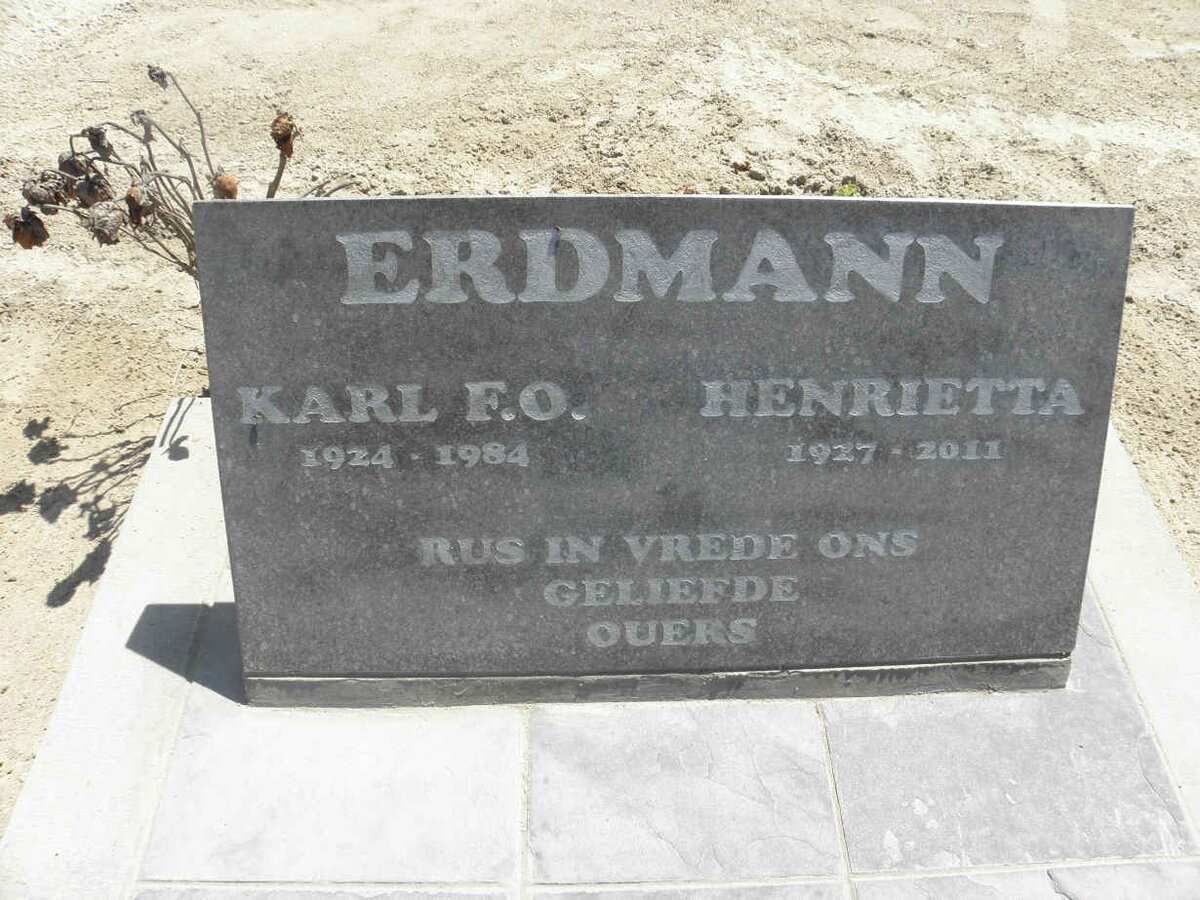 ERDMANN
KARL F.O. HENRIETTA
1924 - 1984 1927 - 2011
RUS IN VREDE ONS
GELIEFDE
OUERS